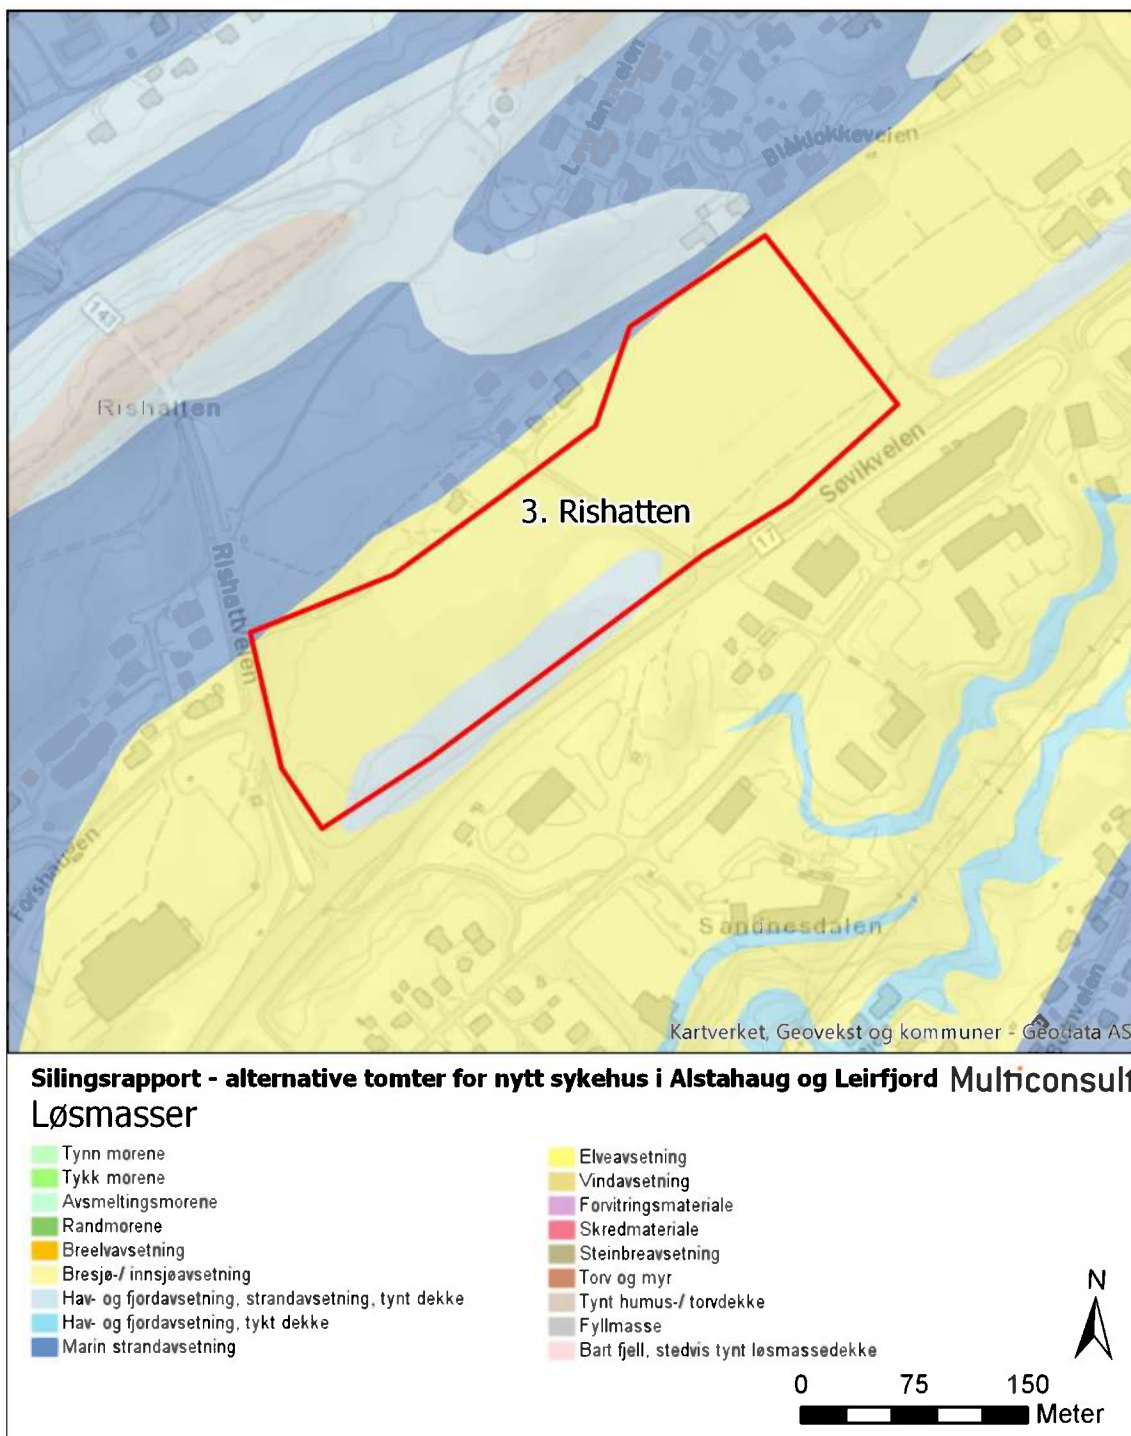 Blåklokkeveien
143
Rishatten
3. Rishatten
Søvikveien
17
Rishattveien
Forshaugen
Sandnesdalen
Kartverket, Geovekst og kommuner - Geodata AS
Silingsrapport - alternative tomter for nytt sykehus i Alstahaug og Leirfjord
Multiconsult
Løsmasser
Tynn morene
Tykk morene
Avsmeltingsmorene
Randmorene
Breelvavsetning
Bresjø-/ innsjøavsetning
Hav- og fjordavsetning, strandavsetning, tynt dekke
Hav- og fjordavsetning, tykt dekke
Marin strandavsetning
Elveavsetning
Vindavsetning
Forvitringsmateriale
Skredmateriale
Steinbreavsetning
Torv og myr
Tynt humus-/ torvdekke
Fyllmasse
Bart fjell, stedvis tynt løsmassedekke
N
0 75 150
Meter